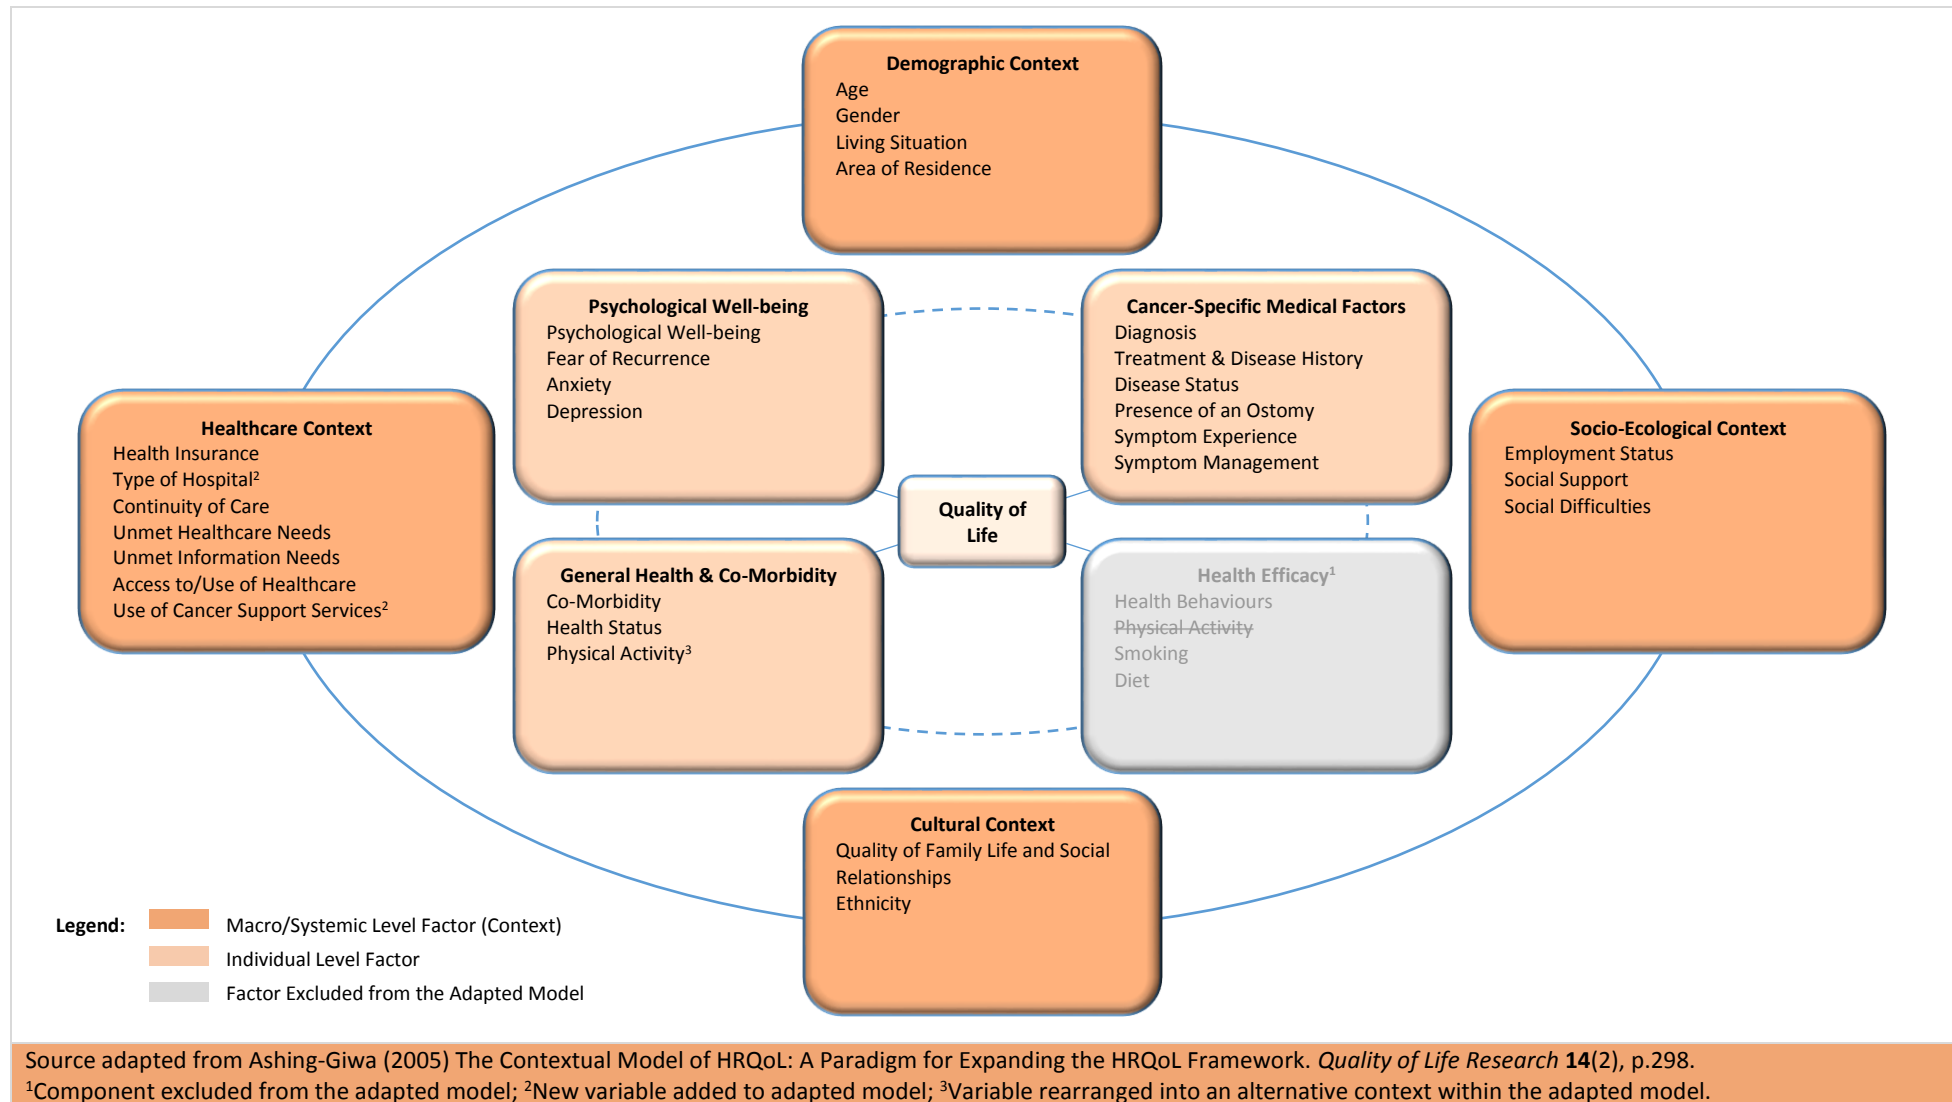 Demographic Context
Age
Gender
Living Situation
Area of Residence
Psychological Well-being
Psychological Well-being
Fear of Recurrence
Anxiety
Depression
Cancer-Specific Medical Factors
Diagnosis
Treatment & Disease History
Disease Status
Presence of an Ostomy
Symptom Experience
Symptom Management
Healthcare Context
Health Insurance
Type of Hospital²
Continuity of Care
Unmet Healthcare Needs
Unmet Information Needs
Access to/Use of Healthcare
Use of Cancer Support Services²
Quality of
Life
Socio-Ecological Context
Employment Status
Social Support
Social Difficulties
General Health & Co-Morbidity
Co-Morbidity
Health Status
Physical Activity³
Health Efficacy¹
Health Behaviours
Physical Activity
Smoking
Diet
Cultural Context
Quality of Family Life and Social
Relationships
Ethnicity
Legend:
Macro/Systemic Level Factor (Context)
Individual Level Factor
Factor Excluded from the Adapted Model
Source adapted from Ashing-Giwa (2005) The Contextual Model of HRQoL: A Paradigm for Expanding the HRQoL Framework. Quality of Life Research 14(2), p.298.
¹Component excluded from the adapted model; ²New variable added to adapted model; ³Variable rearranged into an alternative context within the adapted model.